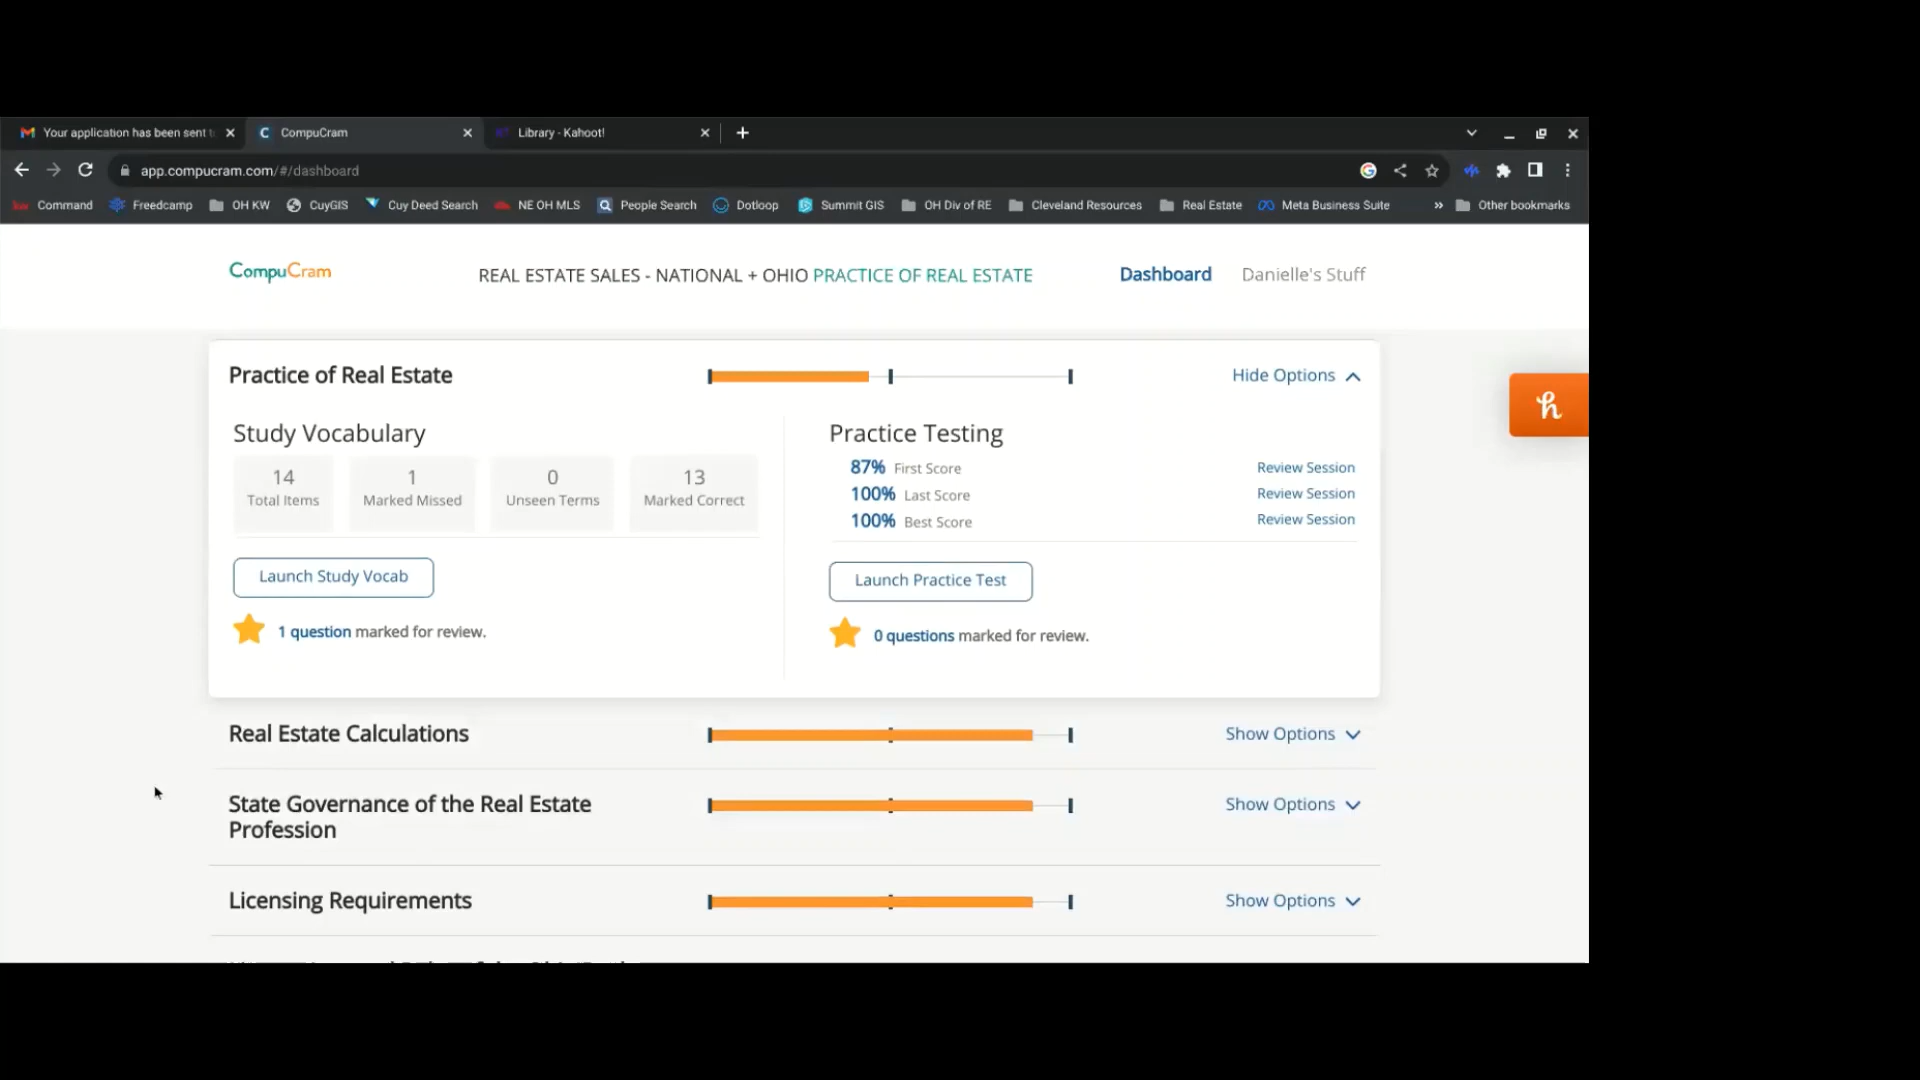 Your application has been sent t
CompuCram
Library - Kahoot!
app.compucram.com/#/dashboard
kw Command
Freedcamp
OH KW
CuyGIS
Cuy Deed Search
NE OH MLS
People Search
Dotloop
Summit GIS
OH Div of RE
Cleveland Resources
Real Estate
Meta Business Suite
»
Other bookmarks
CompuCram
REAL ESTATE SALES - NATIONAL + OHIO PRACTICE OF REAL ESTATE
Dashboard
Danielle's Stuff
Practice of Real Estate
Hide Options
Study Vocabulary
14
Total Items
1
Marked Missed
0
Unseen Terms
13
Marked Correct
Launch Study Vocab
1 question marked for review.
Practice Testing
87% First Score Review Session
100% Last Score Review Session
100% Best Score Review Session
Launch Practice Test
0 questions marked for review.
h
Real Estate Calculations
Show Options
State Governance of the Real Estate
Profession
Show Options
Licensing Requirements
Show Options